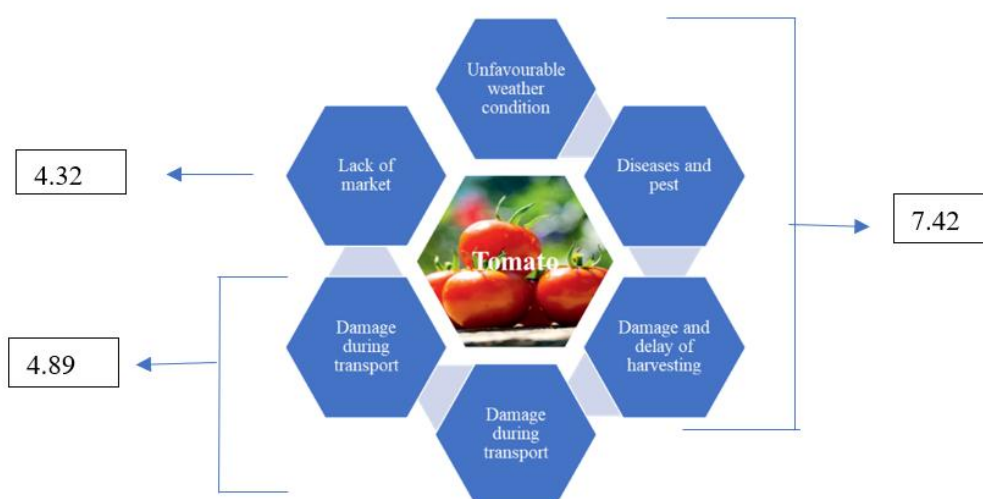 Unfavourable
weather
condition
Lack of
market
Diseases and
pest
4.32
7.42
Tomato
Damage
during
transport
Damage and
delay of
harvesting
4.89
Damage
during
transport